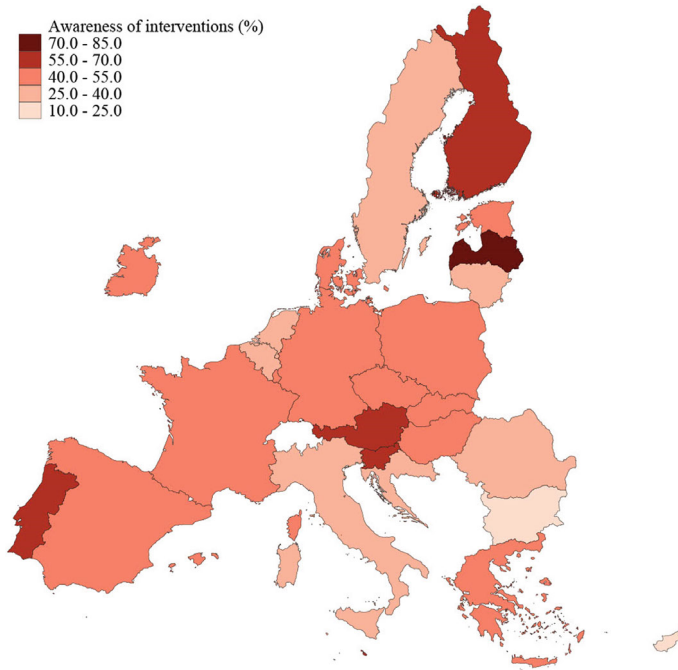 Awareness of interventions (%)
70.0 - 85.0
55.0 - 70.0
40.0 - 55.0
25.0 - 40.0
10.0 - 25.0